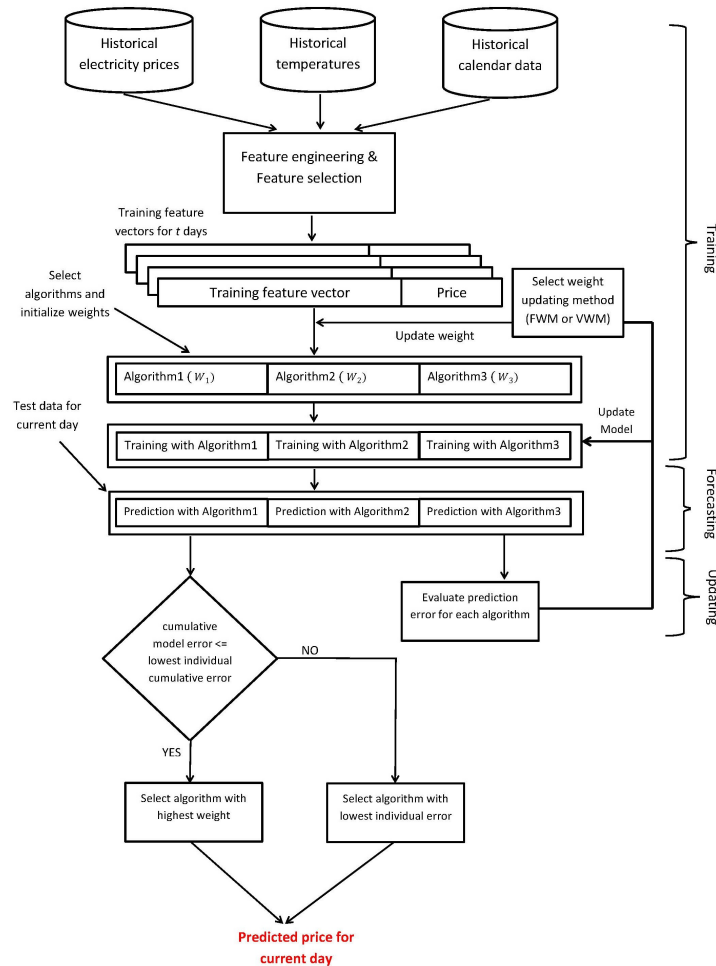 Historical
electricity prices
Historical
temperatures
Historical
calendar data
Feature engineering &
Feature selection
Training feature
vectors for t days
Training feature vector
Price
Select
algorithms and
initialize weights
Select weight
updating method
(FWM or VWM)
Update weight
Algorithm1 ( W₁)
Algorithm2 ( W₂)
Algorithm3 ( W₃)
Training
Test data for
current day
Update
Model
Training with Algorithm1
Training with Algorithm2
Training with Algorithm3
Prediction with Algorithm1
Prediction with Algorithm2
Prediction with Algorithm3
Forecasting
Evaluate prediction
error for each algorithm
Updating
cumulative
model error <=
lowest individual
cumulative error
NO
YES
Select algorithm with
highest weight
Select algorithm with
lowest individual error
Predicted price for
current day